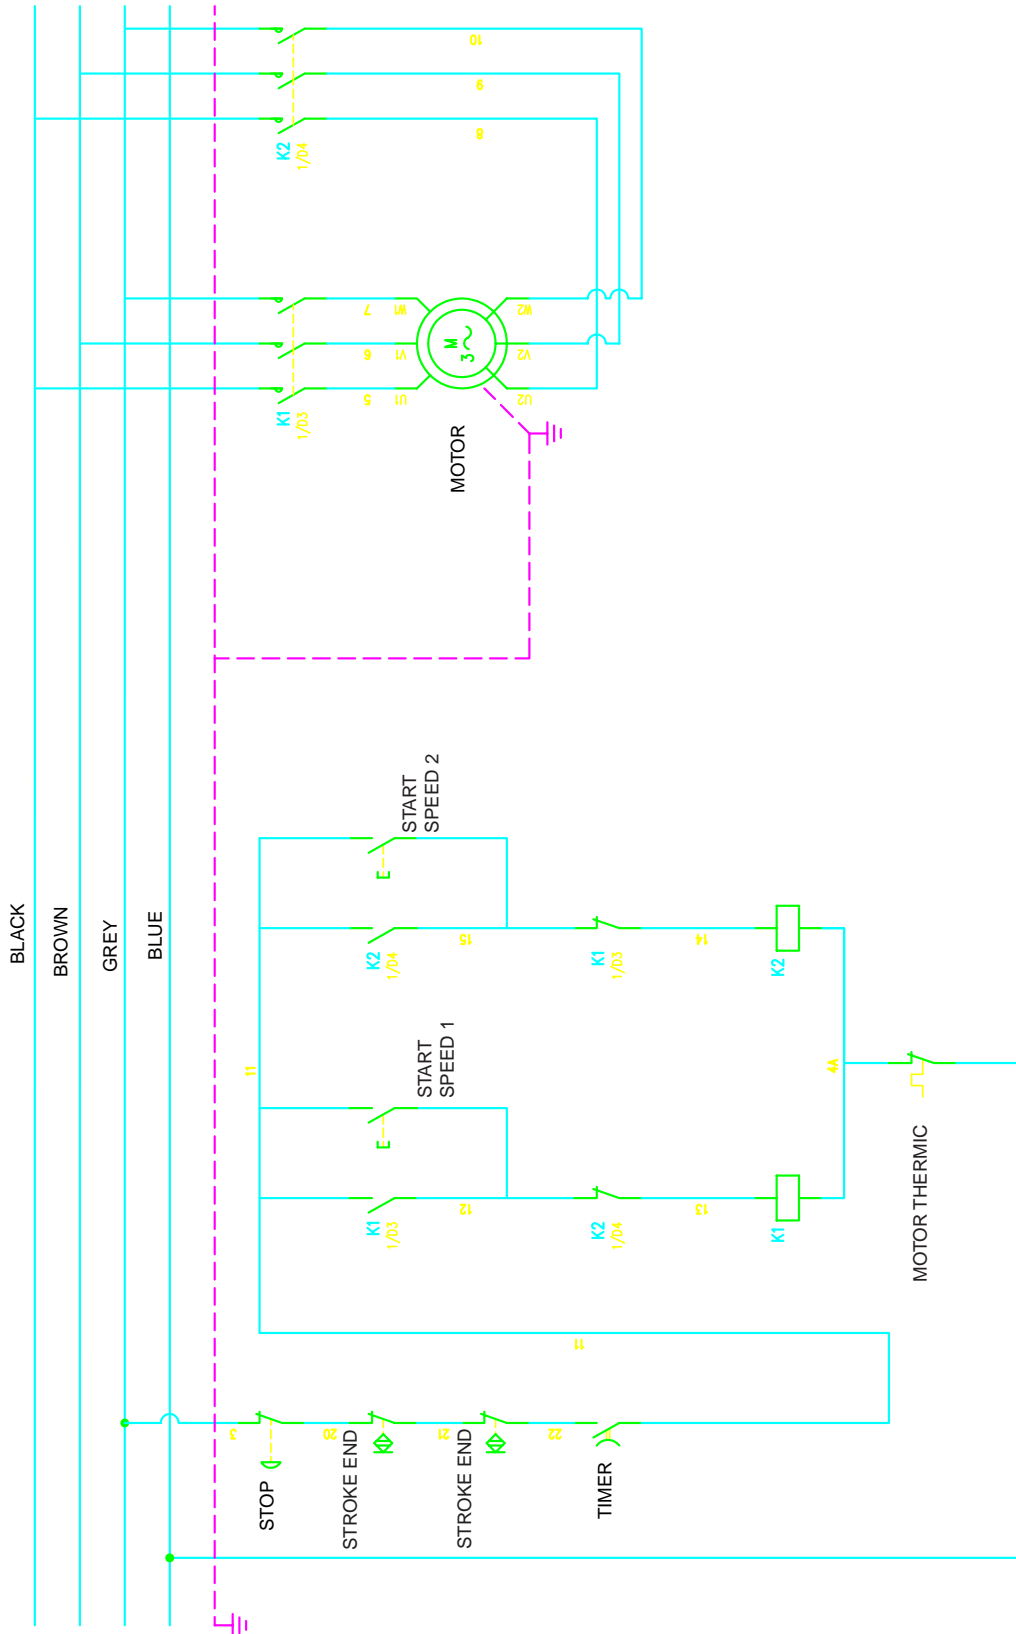 BLACK
BROWN
GREY
BLUE
10
9
8
K2
1/D4
7
W1
W2
6
V1
V2
5
U1
U2
M
3
K1
1/D3
MOTOR
START
SPEED 2
K2
1/D4
15
K1
1/D3
14
K2
11
START
SPEED 1
4A
K1
1/D3
12
K2
1/D4
13
K1
MOTOR THERMIC
11
3
20
21
22
STOP
STROKE END
STROKE END
TIMER